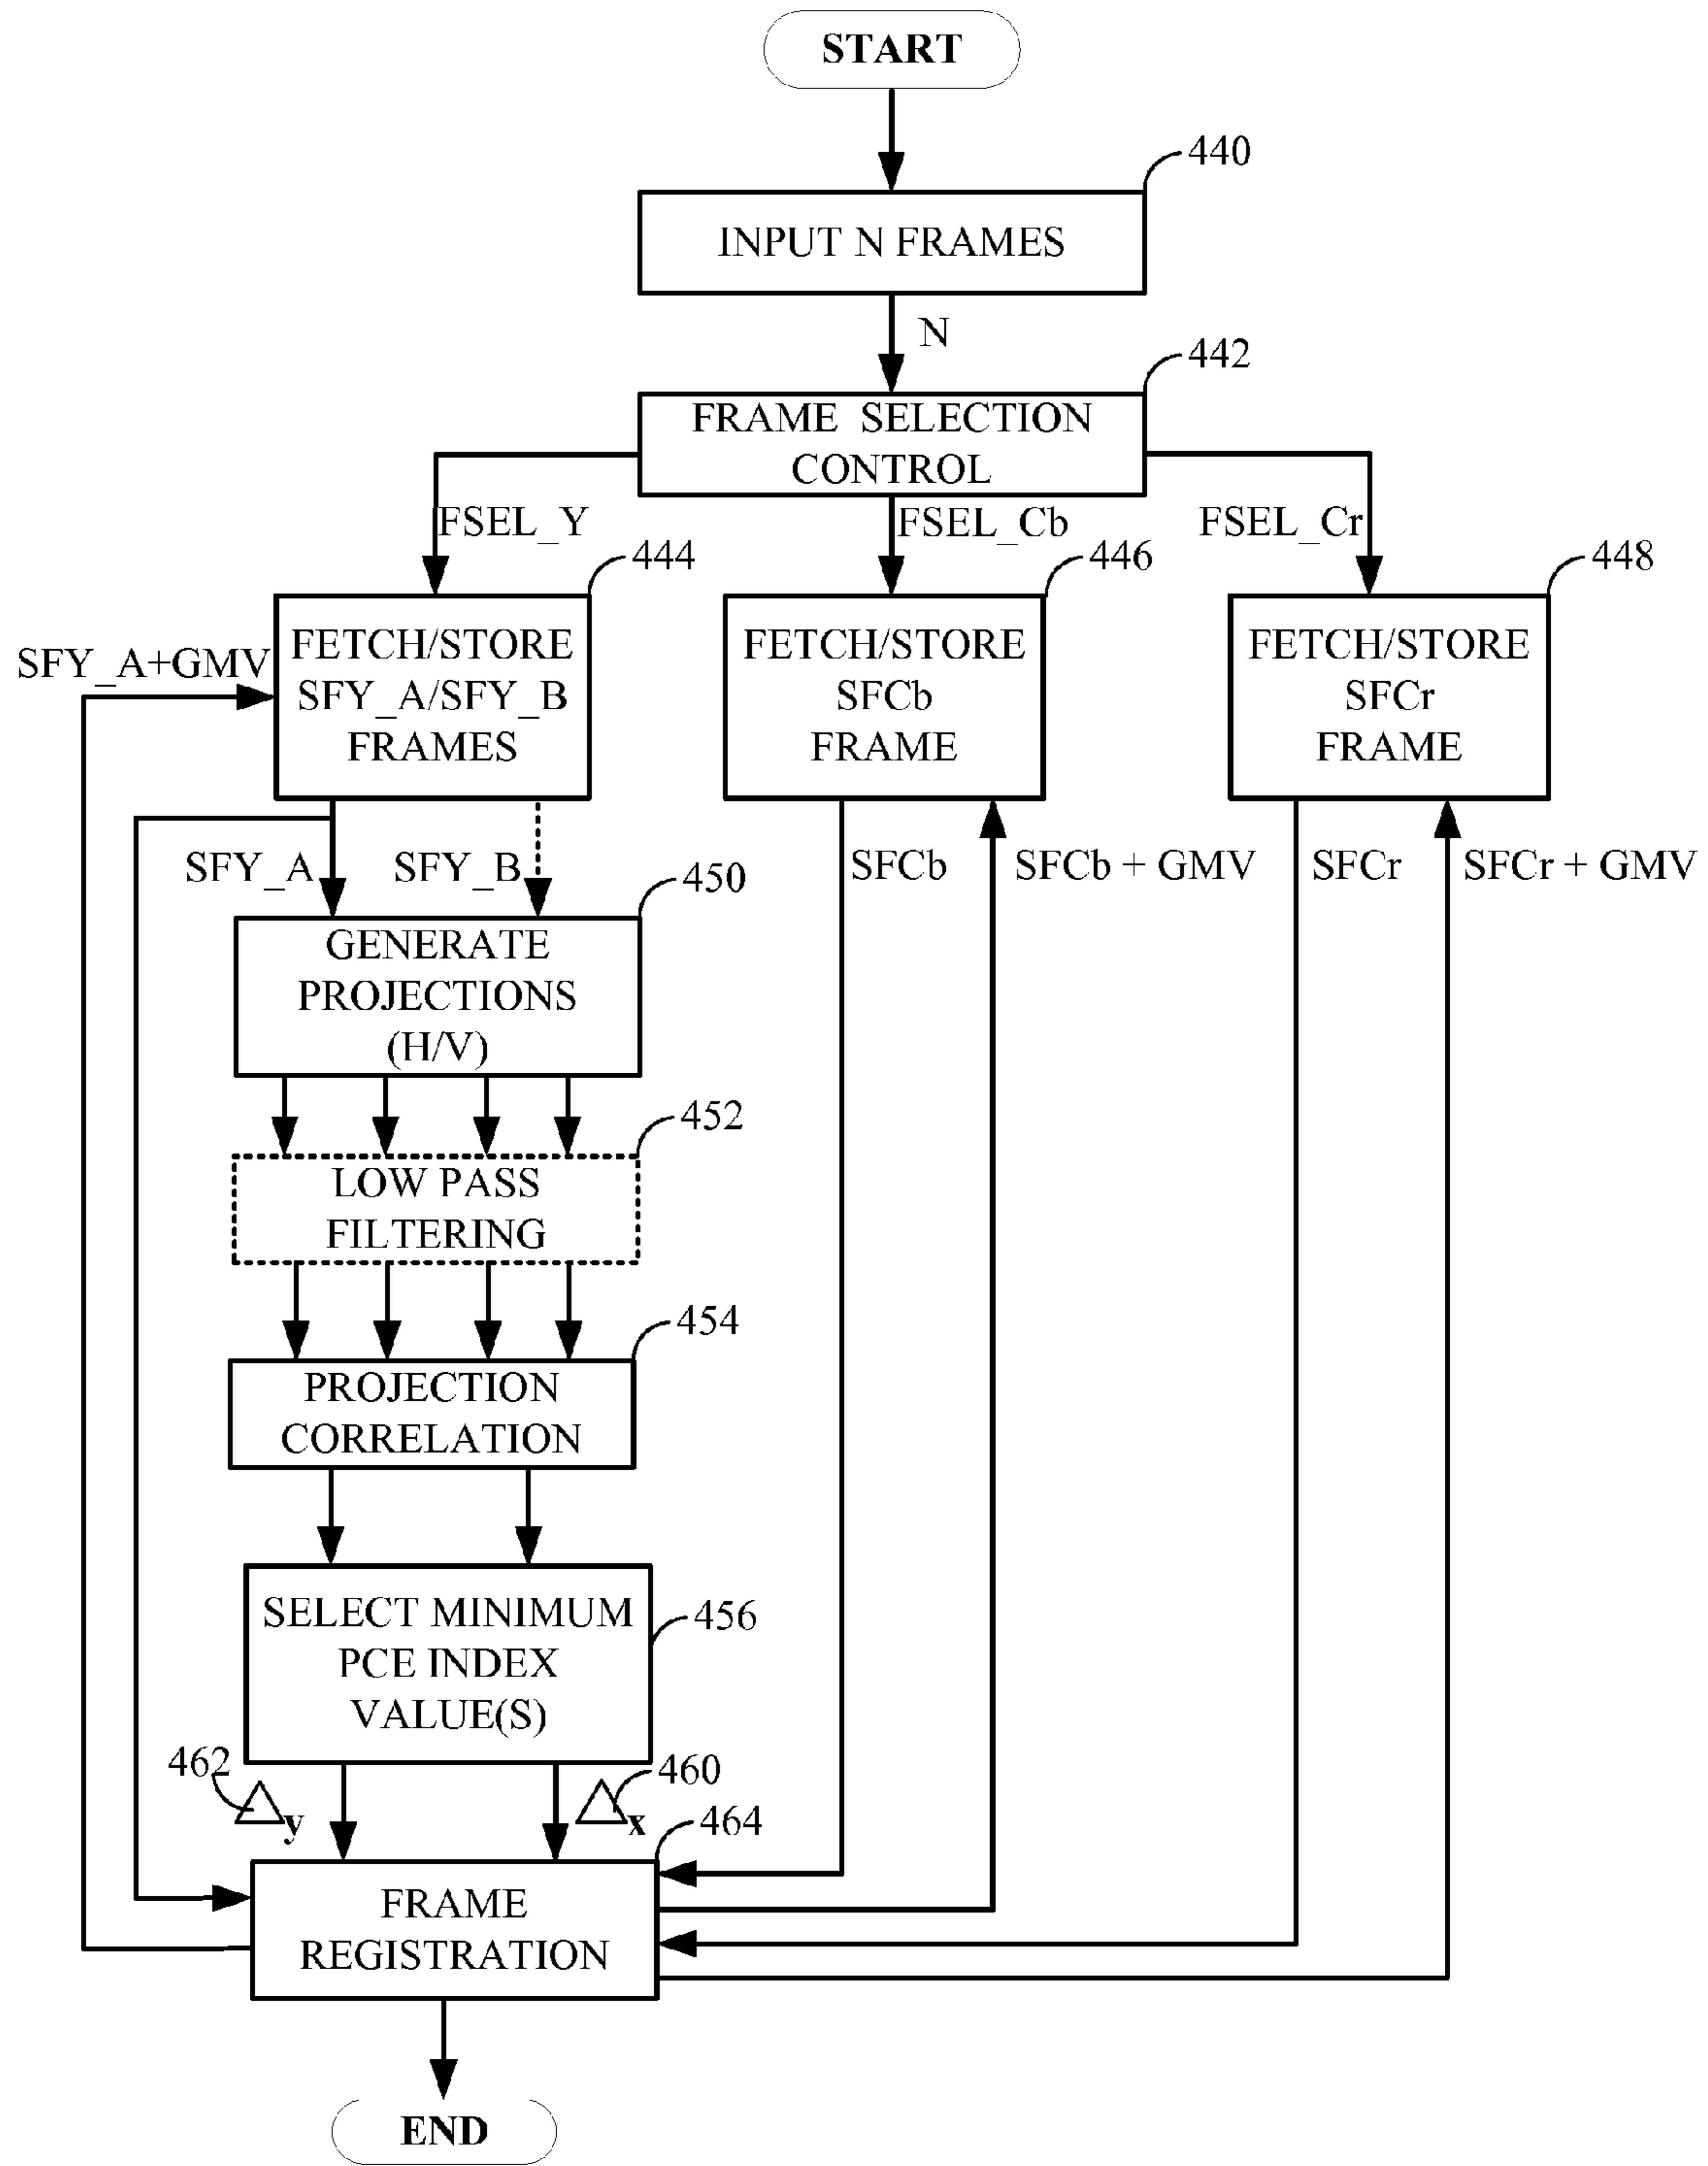 START
440
INPUT N FRAMES
N
442
FRAME SELECTION
CONTROL
FSEL_Y
FSEL_Cb
FSEL_Cr
444
446
448
FETCH/STORE
SFY_A/SFY_B
FRAMES
FETCH/STORE
SFCb
FRAME
FETCH/STORE
SFCr
FRAME
SFY_A+GMV
SFY_A
SFY_B
SFCb
SFCb + GMV
SFCr
SFCr + GMV
450
GENERATE
PROJECTIONS
(H/V)
452
LOW PASS
FILTERING
454
PROJECTION
CORRELATION
456
SELECT MINIMUM
PCE INDEX
VALUE(S)
462
△y
460
△x
464
FRAME
REGISTRATION
END